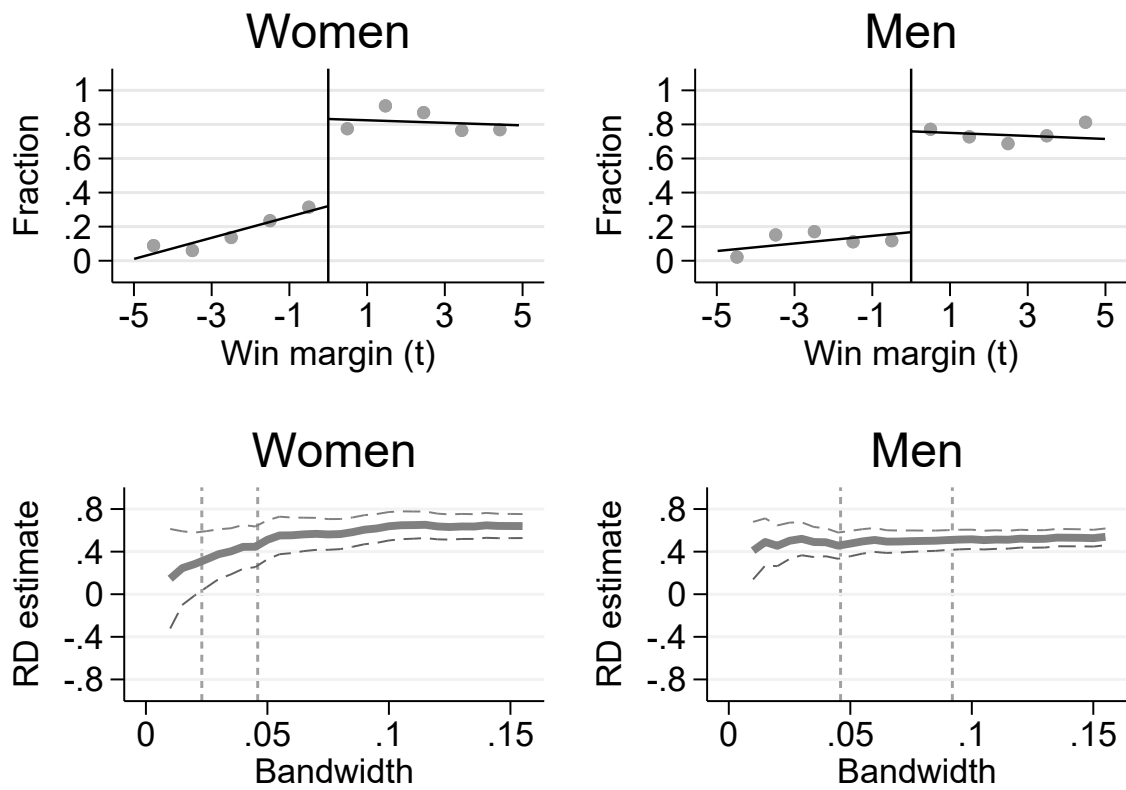 Women
Fraction
1
.8
.6
.4
.2
0
-5 -3 -1 1 3 5
Win margin (t)
Men
Fraction
1
.8
.6
.4
.2
0
-5 -3 -1 1 3 5
Win margin (t)
Women
RD estimate
.8
.4
0
-.4
-.8
0 .05 .1 .15
Bandwidth
Men
RD estimate
.8
.4
0
-.4
-.8
0 .05 .1 .15
Bandwidth